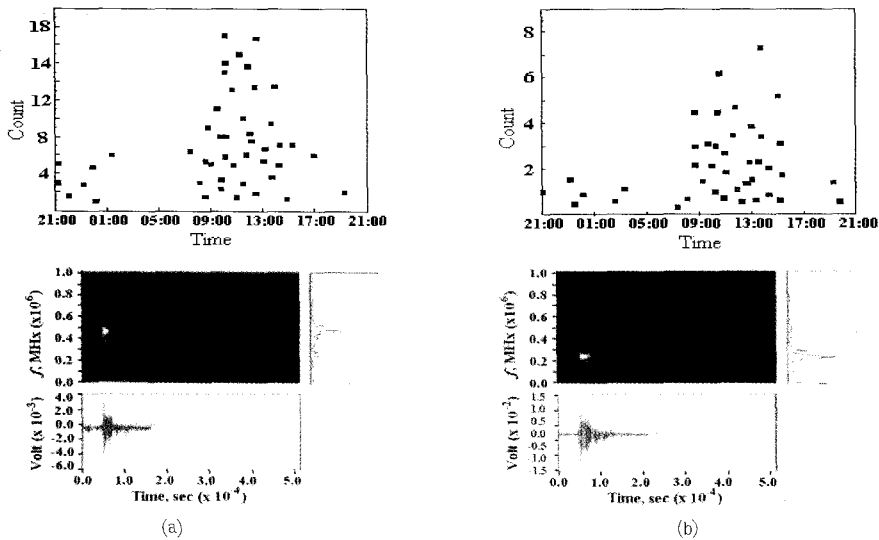 18
14
12
8
4
Count
21:00 01:00 05:00 09:00 13:00 17:00 21:00
Time
8
6
4
2
Count
21:00 01:00 05:00 09:00 13:00 17:00 21:00
Time
1.0
0.8
0.6
0.4
0.2
0.0
f, MHx (x10⁶)
4.0
2.0
0.0
-2.0
-4.0
-6.0
Volt (x 10⁻³)
0.0 1.0 2.0 3.0 4.0 5.0
Time, sec (x 10⁻⁴)
(a)
1.0
0.8
0.6
0.4
0.2
0.0
f, MHx (x10⁶)
1.5
1.0
0.5
0.0
-0.5
-1.0
-1.5
Volt (x 10⁻²)
0.0 1.0 2.0 3.0 4.0 5.0
Time, sec (x 10⁻⁴)
(b)